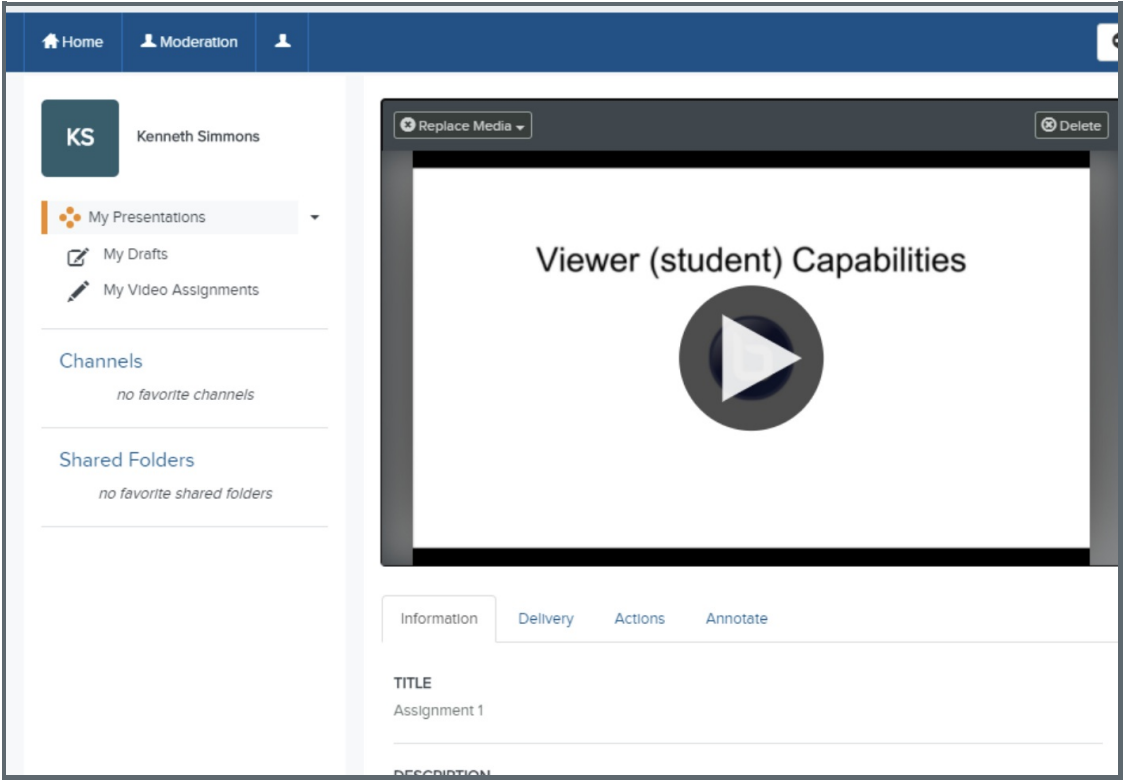 Home Moderation
KS Kenneth Simmons
My Presentations
My Drafts
My Video Assignments
Channels
no favorite channels
Shared Folders
no favorite shared folders
Replace Media Delete
Viewer (student) Capabilities
Information Delivery Actions Annotate
TITLE
Assignment 1
DESCRIPTION